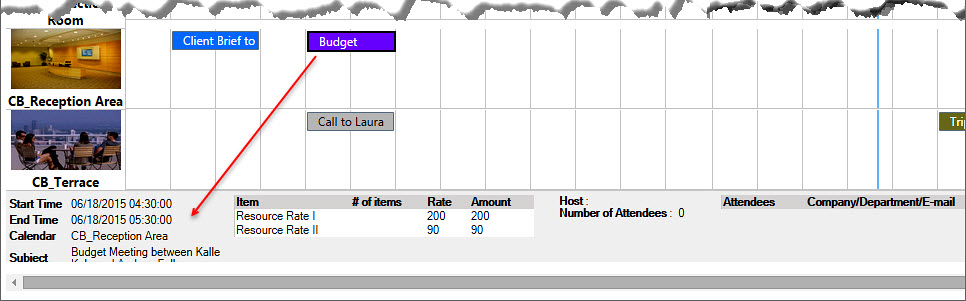 Room
Client Brief to
Budget
CB_Reception Area
Call to Laura
Tri
CB_Terrace
Start Time 06/18/2015 04:30:00
End Time 06/18/2015 05:30:00
Calendar CB_Reception Area
Subject Budget Meeting between Kalle
Item # of items Rate Amount
Resource Rate I 200 200
Resource Rate II 90 90
Host :
Number of Attendees : 0
Attendees Company/Department/E-mail